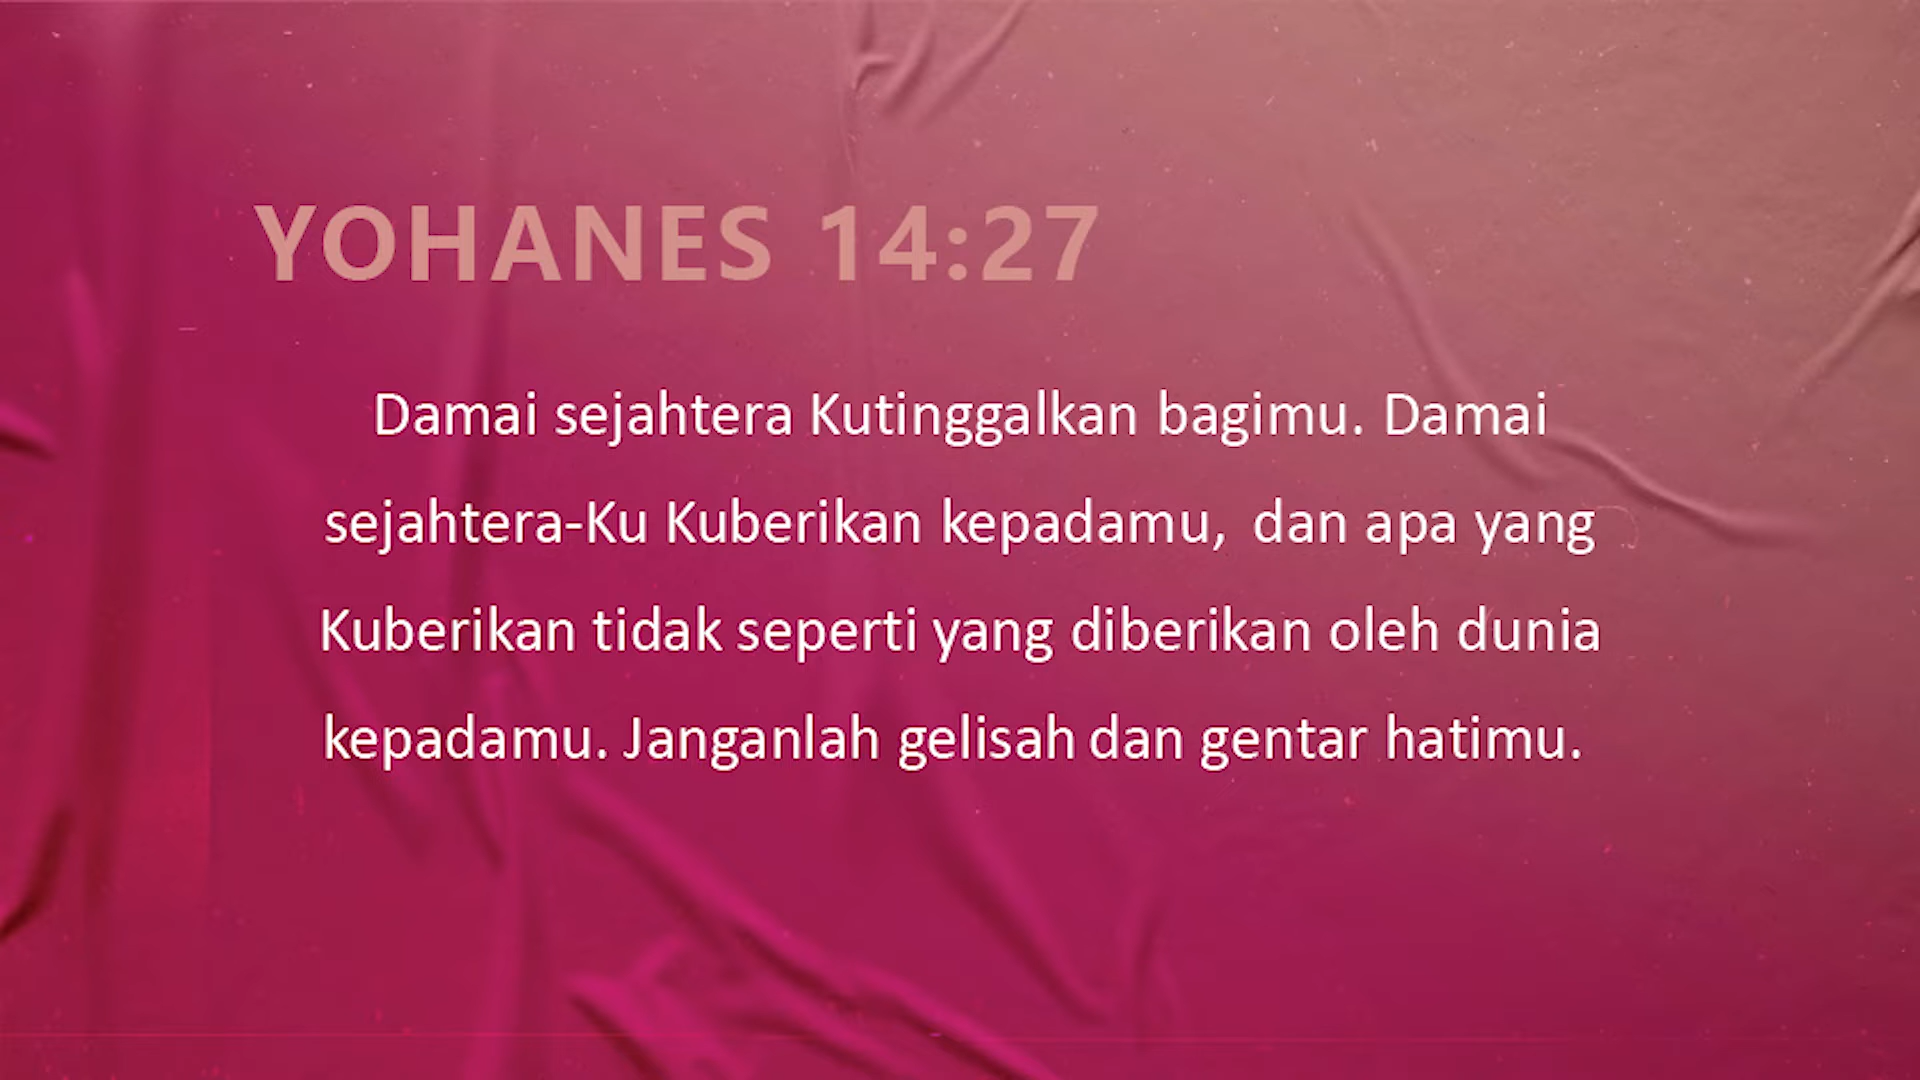 YOHANES 14:27
Damai sejahtera Kutinggalkan bagimu. Damai
sejahtera-Ku Kuberikan kepadamu, dan apa yang
Kuberikan tidak seperti yang diberikan oleh dunia
kepadamu. Janganlah gelisah dan gentar hatimu.